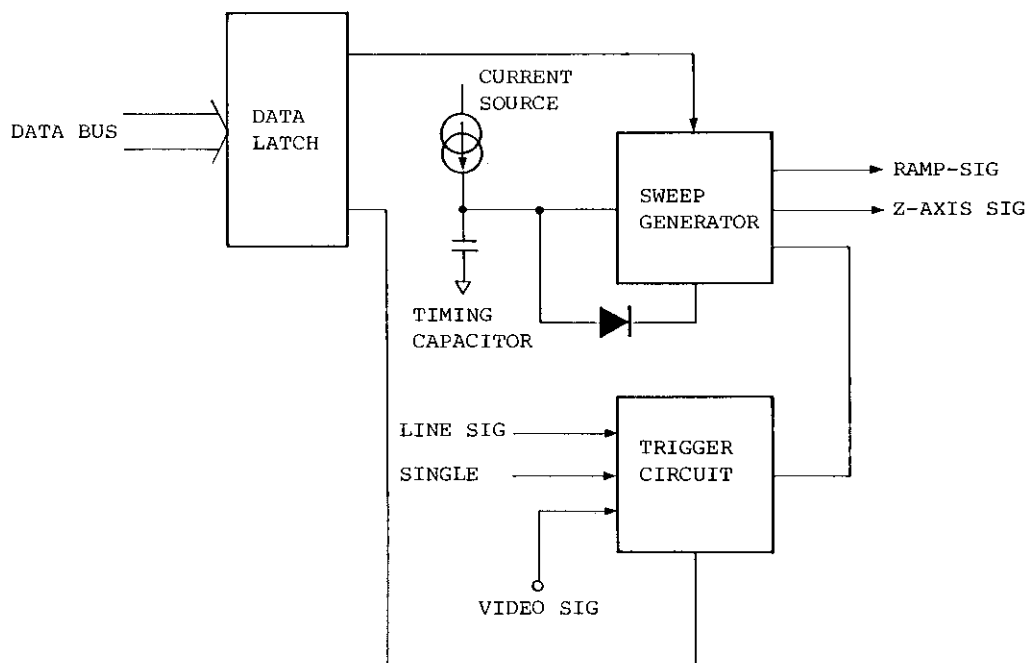 CURRENT
SOURCE
DATA BUS
DATA
LATCH
SWEEP
GENERATOR
RAMP-SIG
Z-AXIS SIG
TIMING
CAPACITOR
LINE SIG
SINGLE
TRIGGER
CIRCUIT
VIDEO SIG